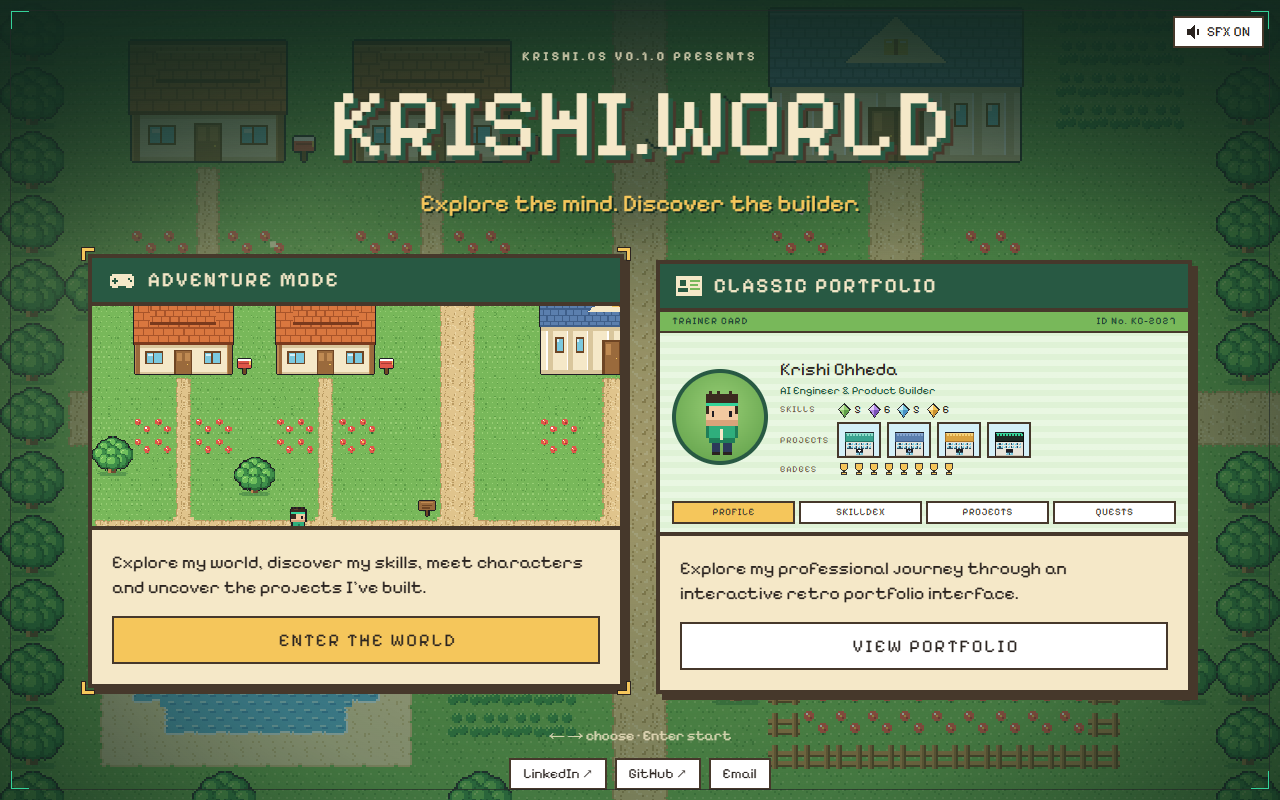 SFX ON
KRISHI.OS V0.1.0 PRESENTS
KRISHI.WORLD
Explore the mind. Discover the builder.
ADVENTURE MODE
Explore my world, discover my skills, meet characters
and uncover the projects I've built.
ENTER THE WORLD
CLASSIC PORTFOLIO
TRAINER CARD
ID No. KC-2027
Krishi Chheda
AI Engineer & Product Builder
SKILLS 8 6 8 6
PROJECTS
BADGES
PROFILE
SKILLDEX
PROJECTS
QUESTS
Explore my professional journey through an
interactive retro portfolio interface.
VIEW PORTFOLIO
←→ choose · Enter start
LinkedIn ↗
GitHub ↗
Email